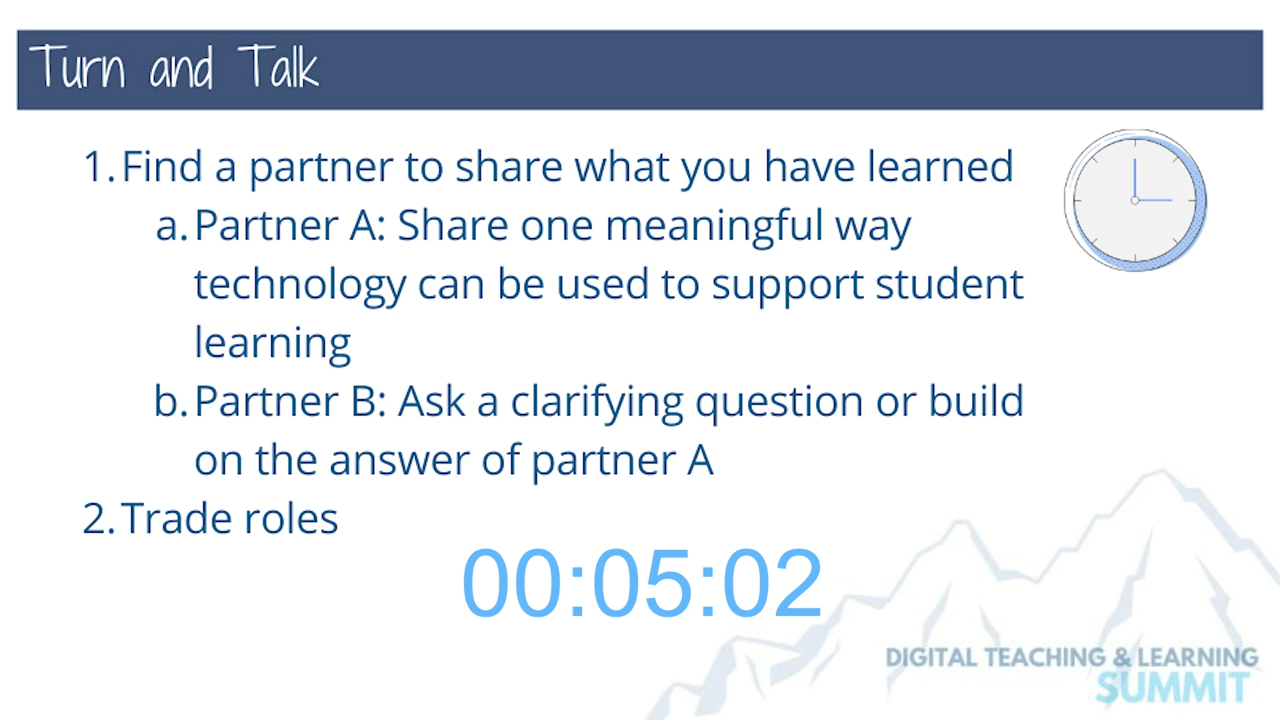 Turn and Talk
1. Find a partner to share what you have learned
a. Partner A: Share one meaningful way
technology can be used to support student
learning
b. Partner B: Ask a clarifying question or build
on the answer of partner A
2. Trade roles
00:05:02
DIGITAL TEACHING & LEARNING
SUMMIT